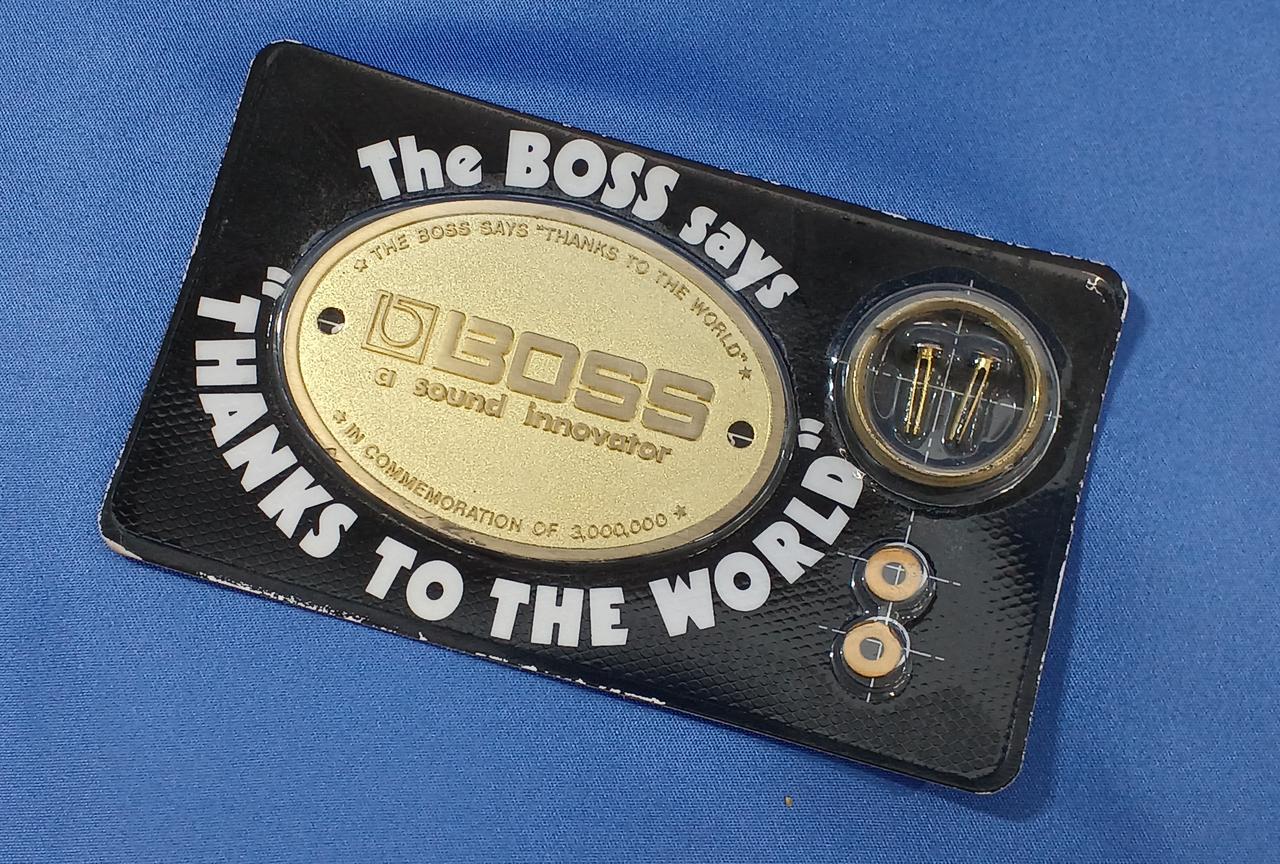 The BOSS says
"THANKS TO THE WORLD"
☆ THE BOSS SAYS "THANKS TO THE WORLD" ☆
BOSS
a sound innovator
☆ IN COMMEMORATION OF 3,000,000 ☆